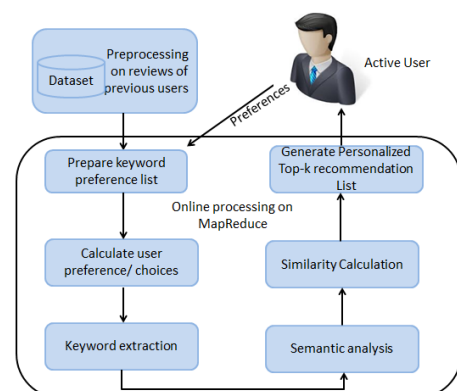 Preprocessing
on reviews of
previous users
Dataset
Active User
Preferences
Prepare keyword
preference list
Generate Personalized
Top-k recommendation
List
Online processing on
MapReduce
Calculate user
preference/ choices
Similarity Calculation
Keyword extraction
Semantic analysis